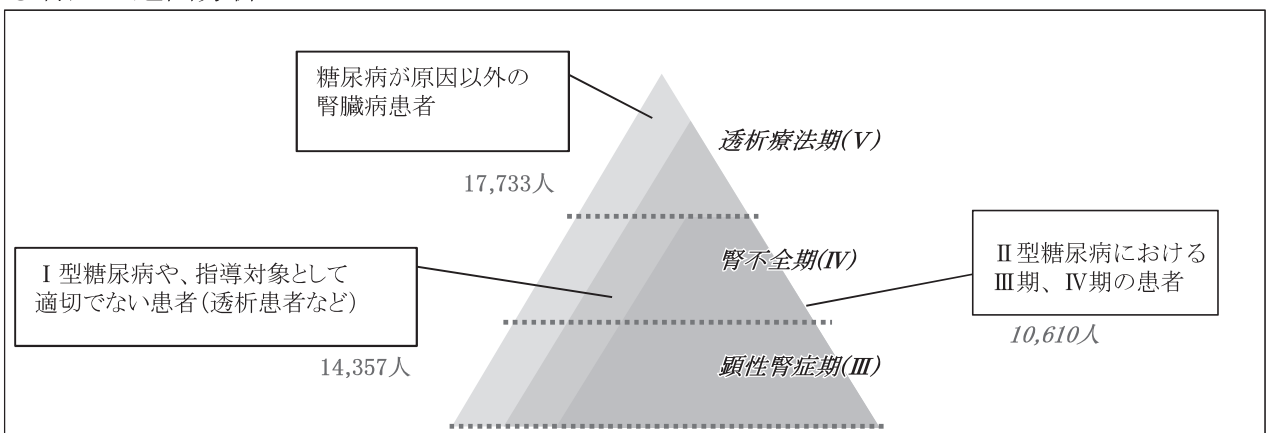 糖尿病が原因以外の
腎臓病患者
17,733人
透析療法期(Ⅴ)
Ⅰ型糖尿病や、指導対象として
適切でない患者（透析患者など）
14,357人
腎不全期(Ⅳ)
Ⅱ型糖尿病における
Ⅲ期、Ⅳ期の患者
10,610人
顕性腎症期(Ⅲ)